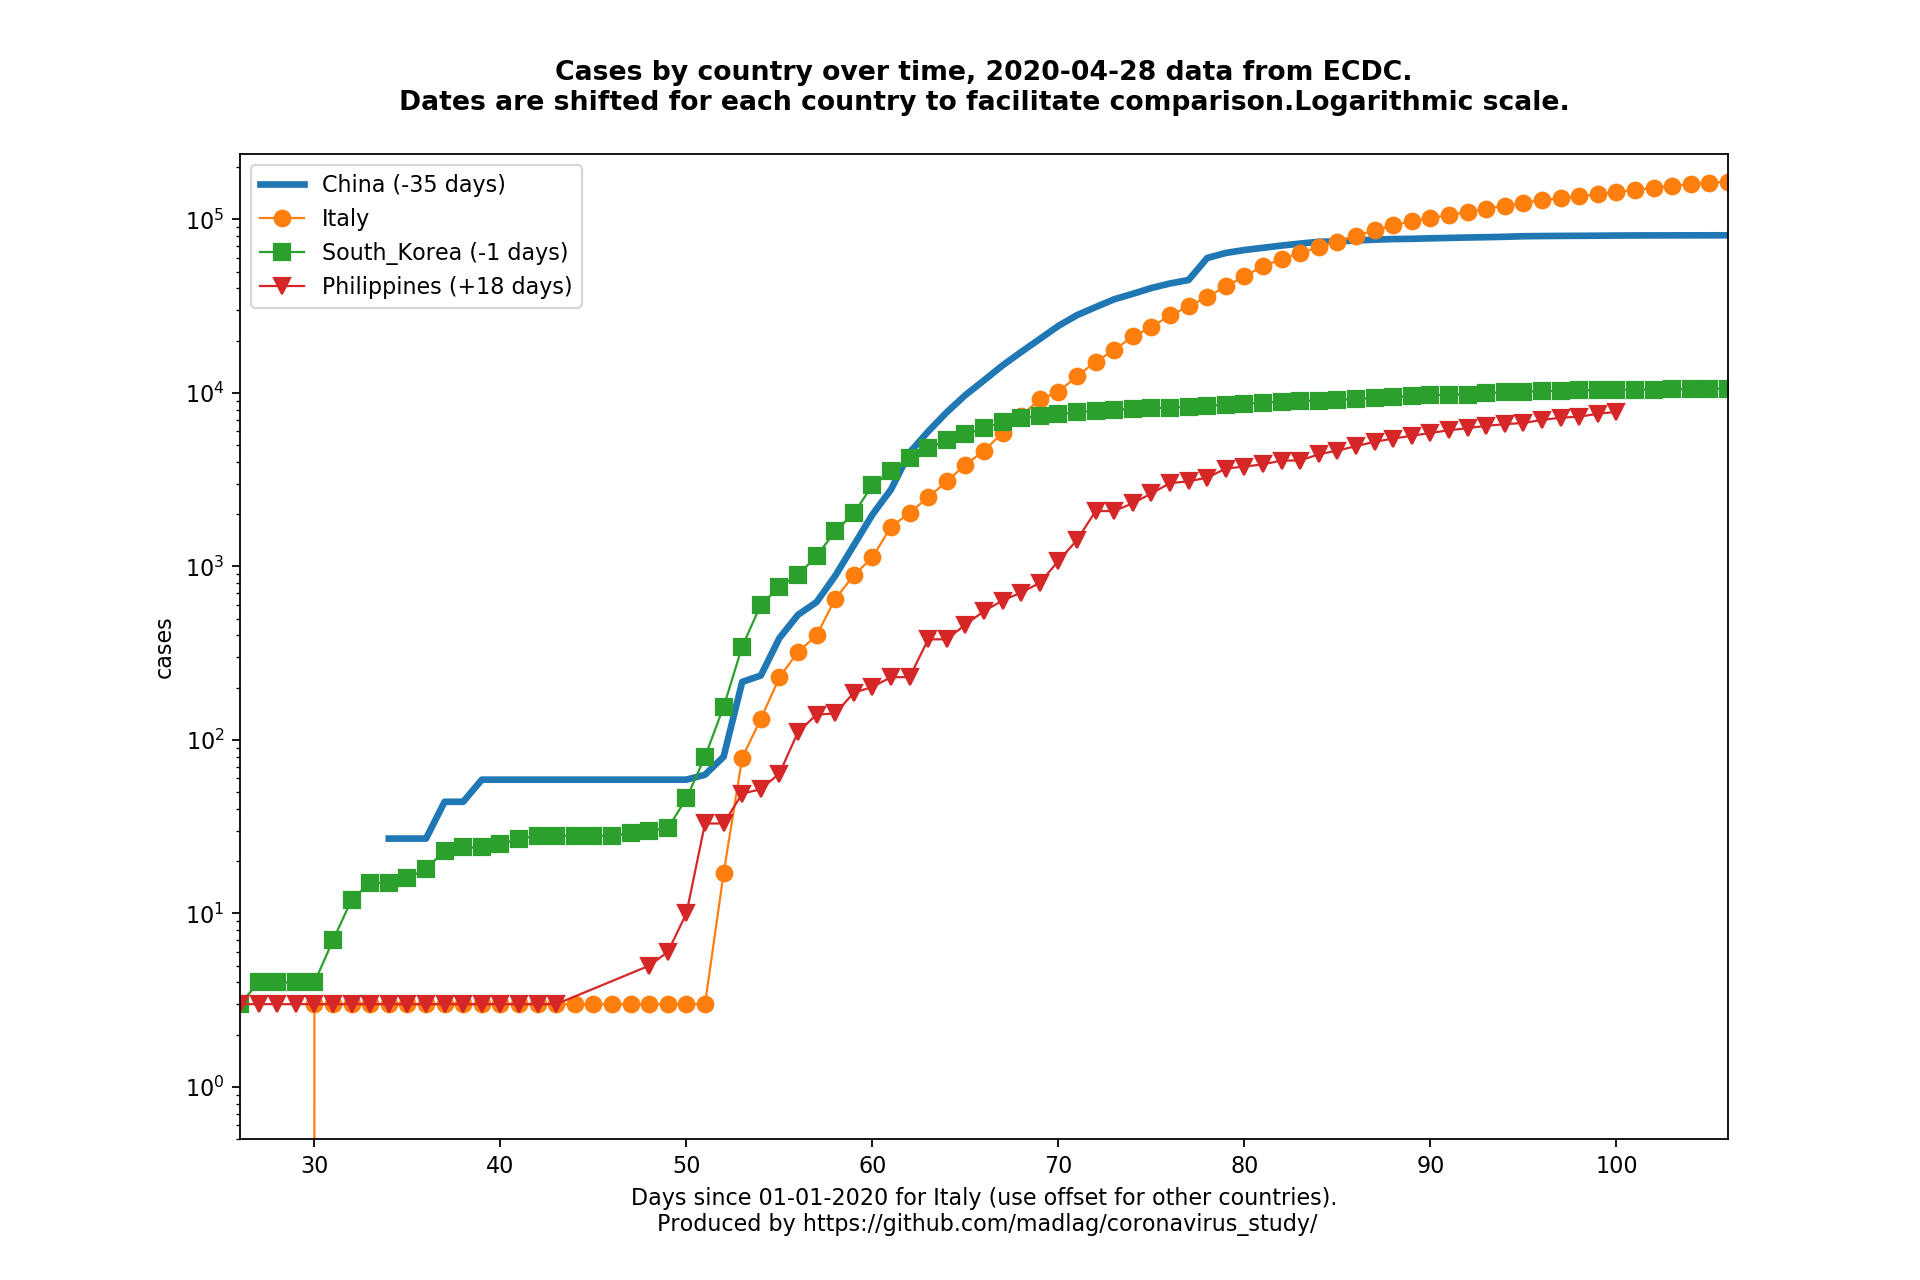 Cases by country over time, 2020-04-28 data from ECDC.
Dates are shifted for each country to facilitate comparison.Logarithmic scale.
China (-35 days)
Italy
South_Korea (-1 days)
Philippines (+18 days)
10^5
10^4
10^3
10^2
10^1
10^0
cases
30 40 50 60 70 80 90 100
Days since 01-01-2020 for Italy (use offset for other countries).
Produced by https://github.com/madlag/coronavirus_study/